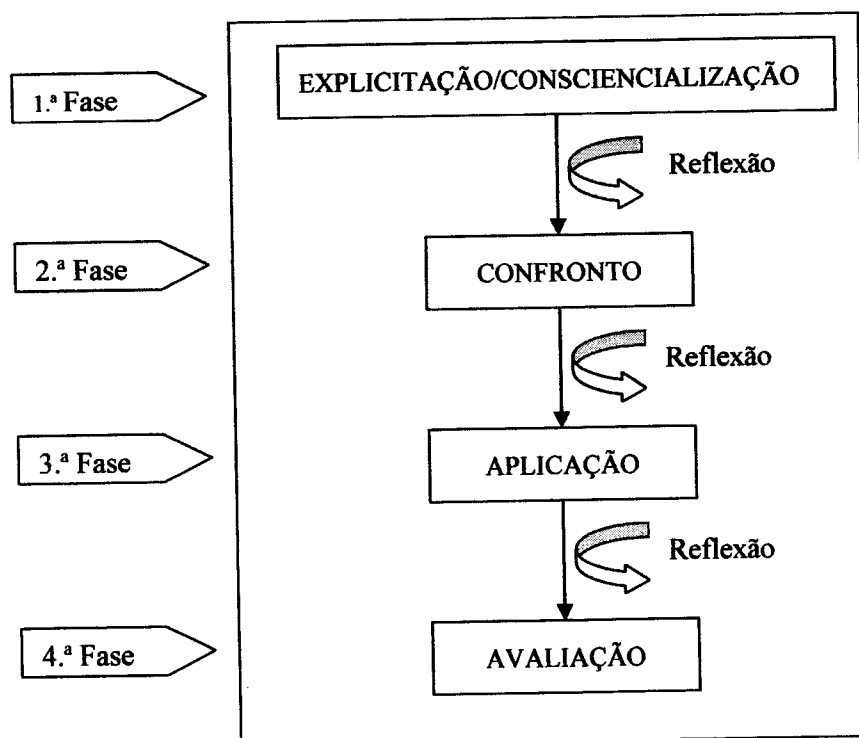 1.ª Fase
EXPLICITAÇÃO/CONSCIENCIALIZAÇÃO
Reflexão
2.ª Fase
CONFRONTO
Reflexão
3.ª Fase
APLICAÇÃO
Reflexão
4.ª Fase
AVALIAÇÃO